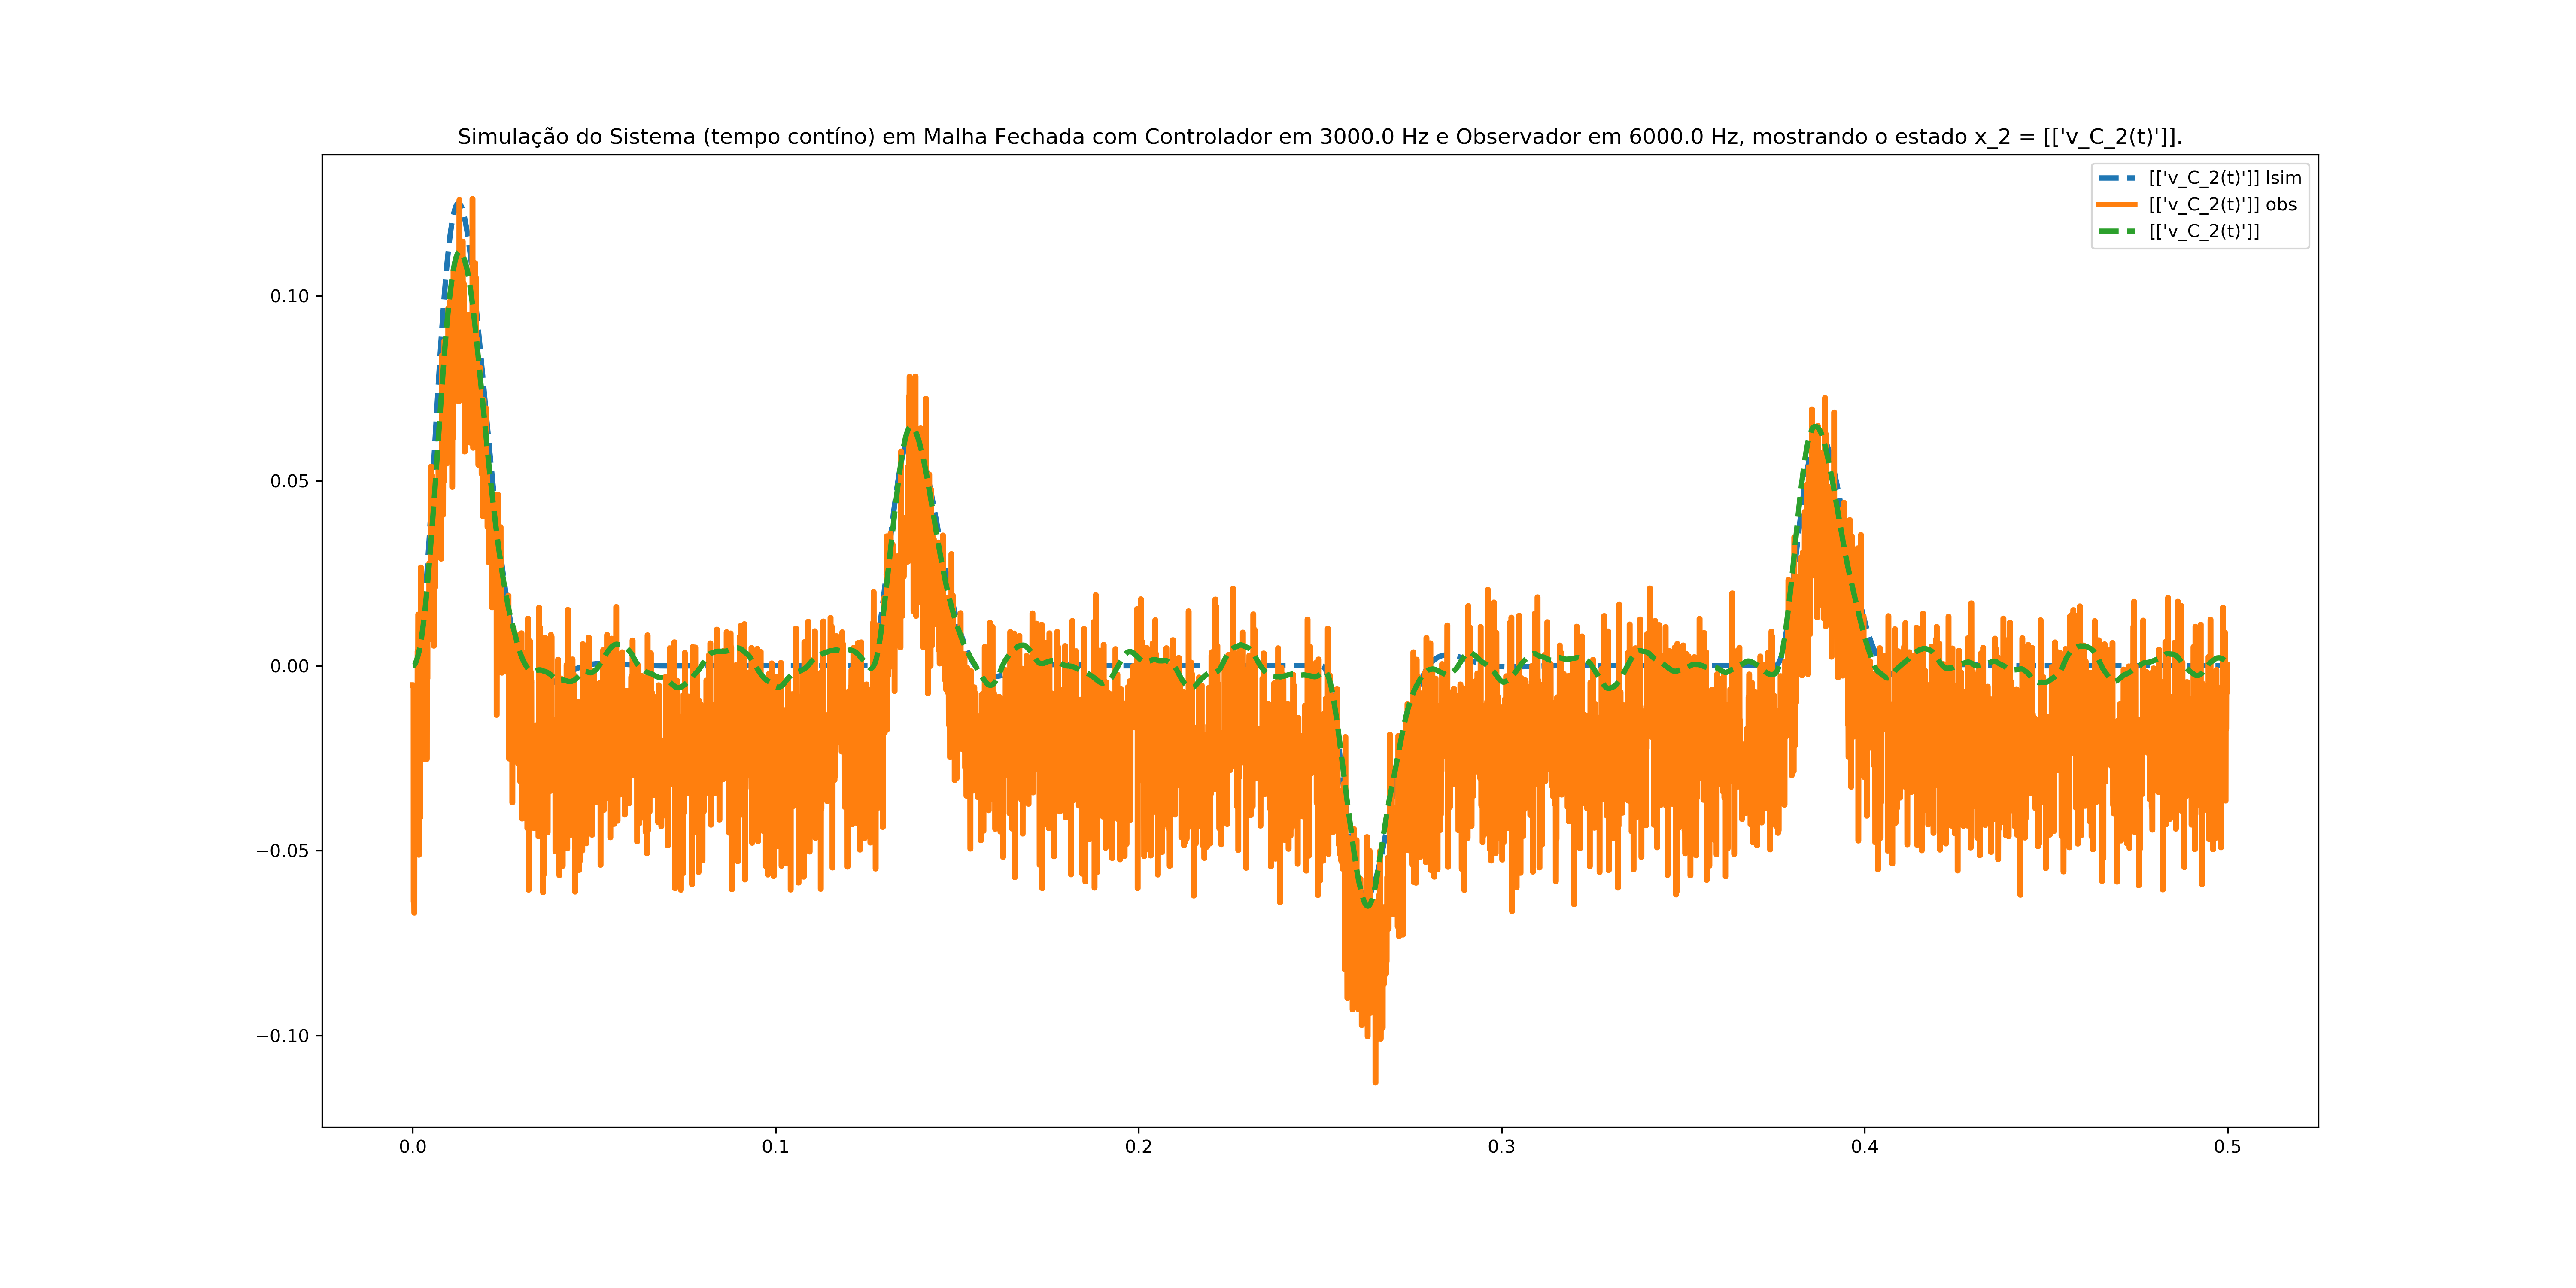 Simulação do Sistema (tempo contíno) em Malha Fechada com Controlador em 3000.0 Hz e Observador em 6000.0 Hz, mostrando o estado x_2 = [['v_C_2(t)']].
[['v_C_2(t)']] lsim
[['v_C_2(t)']] obs
[['v_C_2(t)']]
0.10
0.05
0.00
−0.05
−0.10
0.0 0.1 0.2 0.3 0.4 0.5